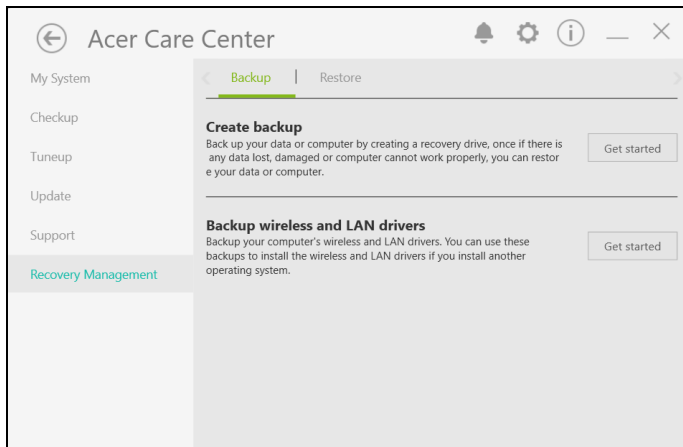 Acer Care Center
My System
Checkup
Tuneup
Update
Support
Recovery Management
Backup | Restore
Create backup
Back up your data or computer by creating a recovery drive, once if there is
any data lost, damaged or computer cannot work properly, you can restor
e your data or computer.
Get started
Backup wireless and LAN drivers
Backup your computer's wireless and LAN drivers. You can use these
backups to install the wireless and LAN drivers if you install another
operating system.
Get started